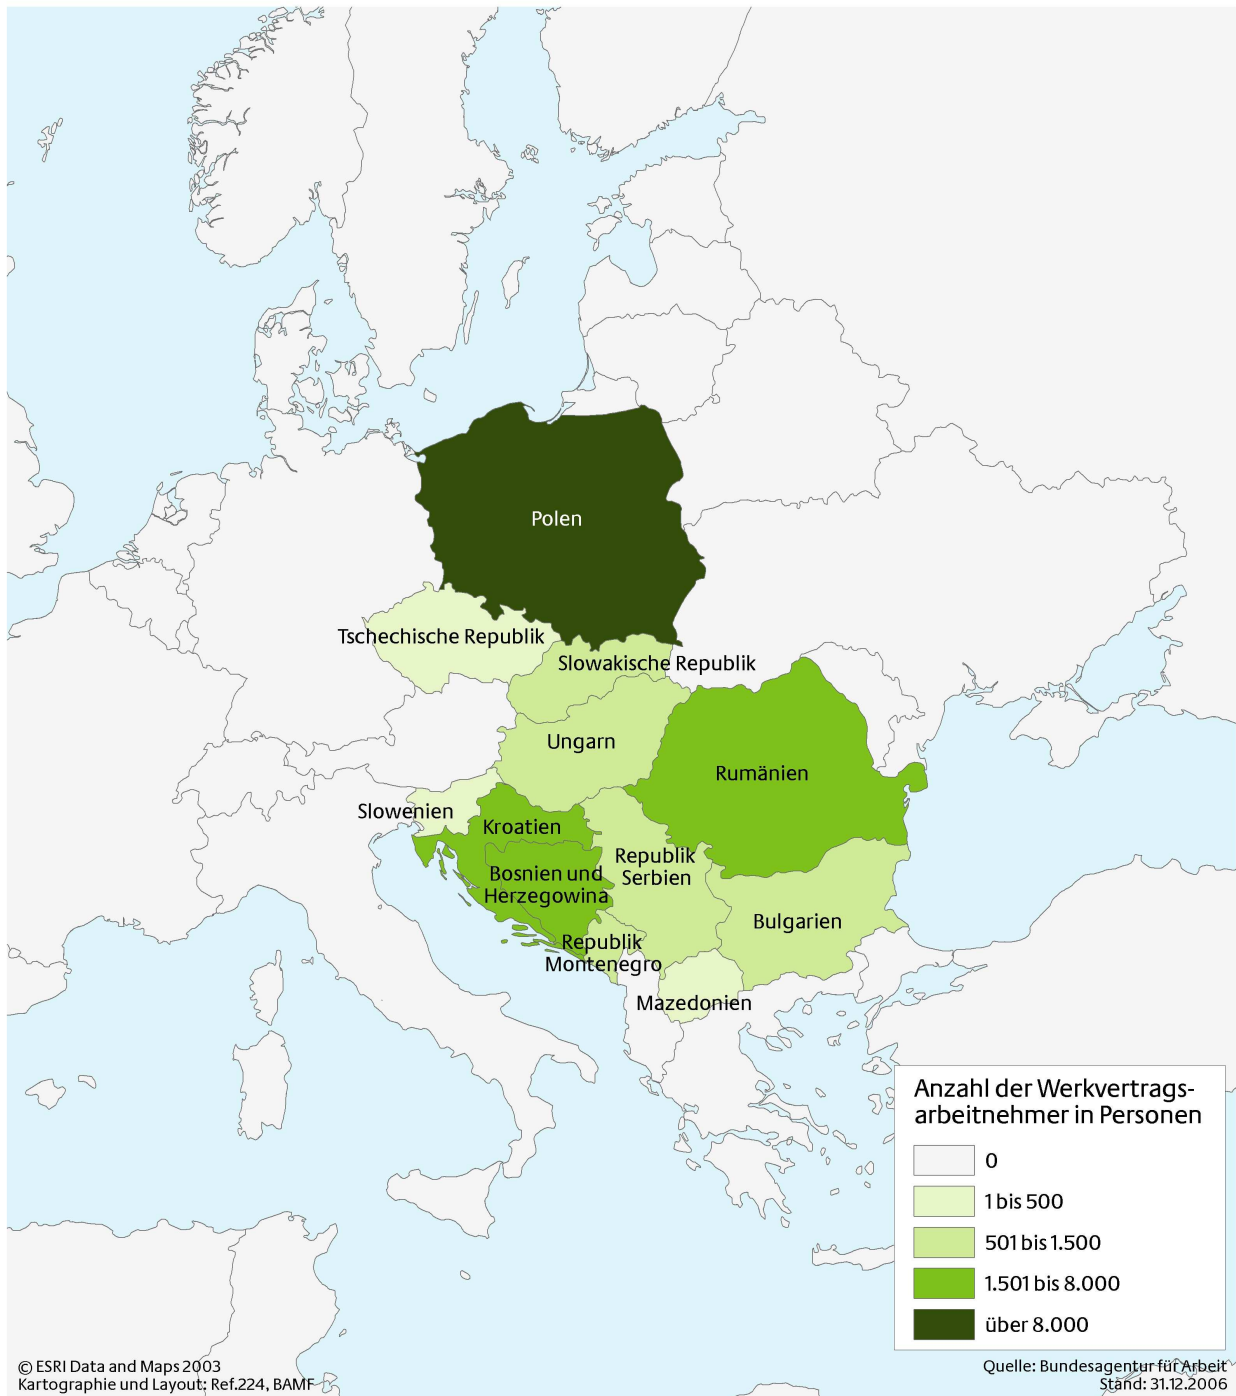 Polen
Tschechische Republik
Slowakische Republik
Ungarn
Rumänien
Slowenien
Kroatien
Republik
Serbien
Bosnien und
Herzegowina
Bulgarien
Republik
Montenegro
Mazedonien
Anzahl der Werkvertrags-
arbeitnehmer in Personen
0
1 bis 500
501 bis 1.500
1.501 bis 8.000
über 8.000
© ESRI Data and Maps 2003
Kartographie und Layout: Ref.224, BAMF
Quelle: Bundesagentur für Arbeit
Stand: 31.12.2006